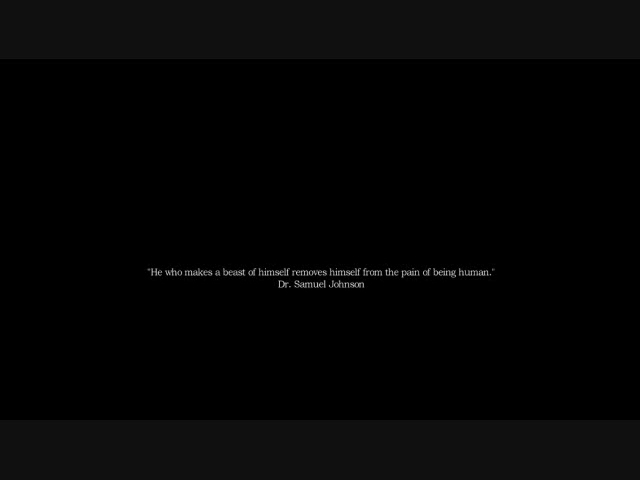 "He who makes a beast of himself removes himself from the pain of being human."
Dr. Samuel Johnson